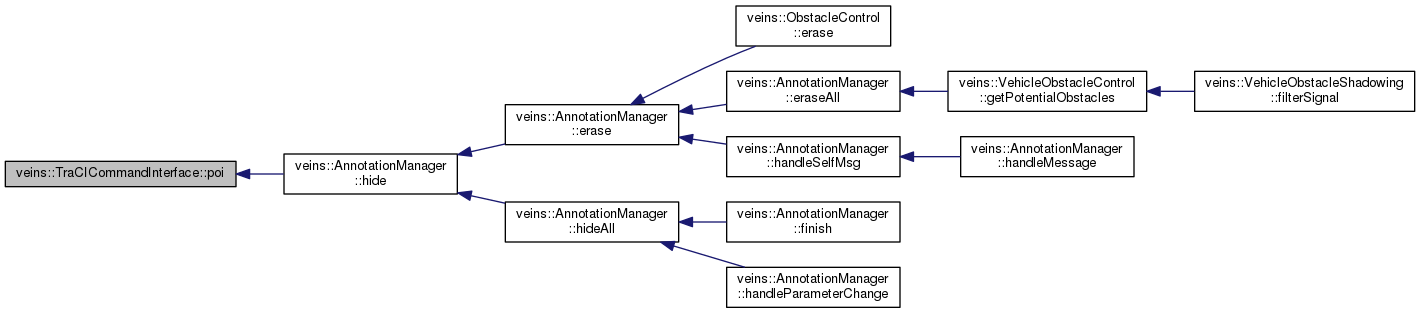 veins::TraCICommandInterface::poi
veins::AnnotationManager
::hide
veins::AnnotationManager
::erase
veins::ObstacleControl
::erase
veins::AnnotationManager
::eraseAll
veins::VehicleObstacleControl
::getPotentialObstacles
veins::VehicleObstacleShadowing
::filterSignal
veins::AnnotationManager
::handleSelfMsg
veins::AnnotationManager
::handleMessage
veins::AnnotationManager
::hideAll
veins::AnnotationManager
::finish
veins::AnnotationManager
::handleParameterChange